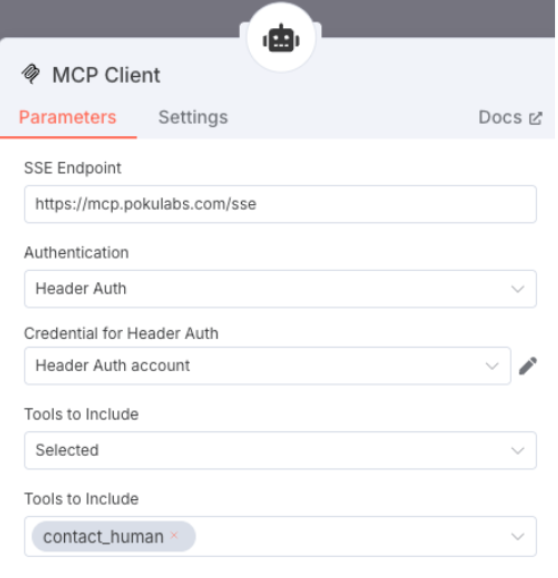 MCP Client
Parameters Settings Docs
SSE Endpoint
https://mcp.pokulabs.com/sse
Authentication
Header Auth
Credential for Header Auth
Header Auth account
Tools to Include
Selected
Tools to Include
contact_human ×